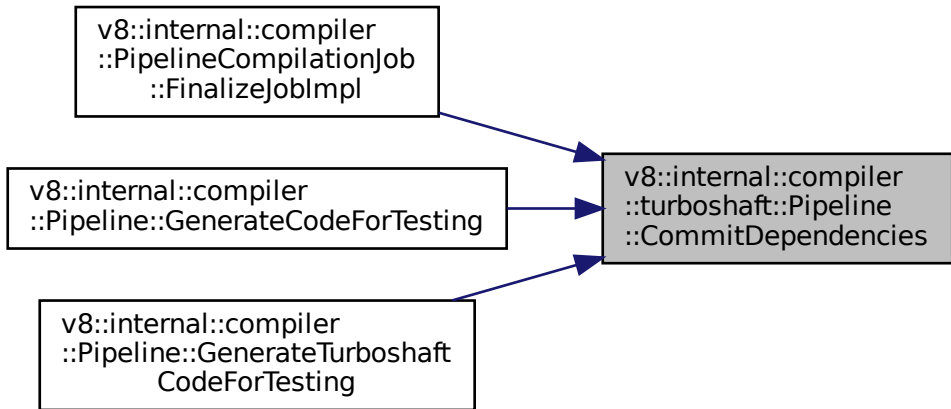 v8::internal::compiler
::PipelineCompilationJob
::FinalizeJobImpl
v8::internal::compiler
::Pipeline::GenerateCodeForTesting
v8::internal::compiler
::turboshaft::Pipeline
::CommitDependencies
v8::internal::compiler
::Pipeline::GenerateTurboshaft
CodeForTesting